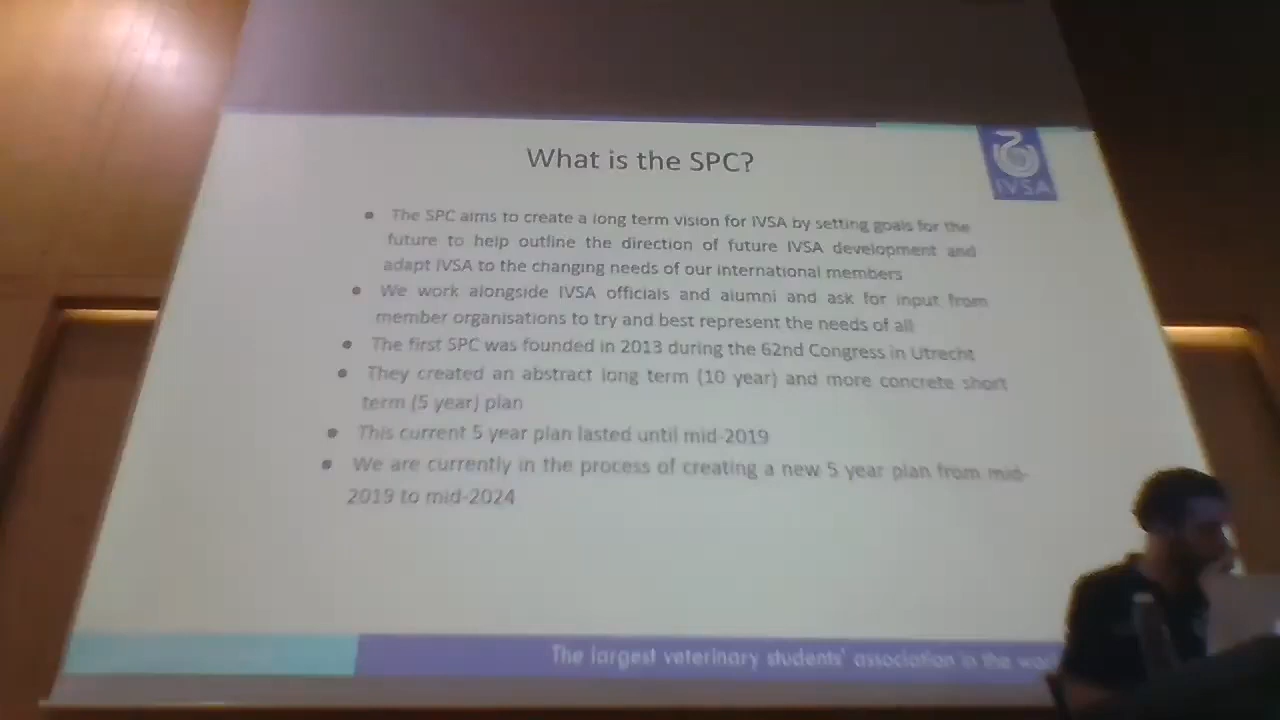 What is the SPC?
IVSA
The SPC aims to create a long term vision for IVSA by setting goals for the
future to help outline the direction of future IVSA development and
adapt IVSA to the changing needs of our international members
We work alongside IVSA officials and alumni and ask for input from
member organisations to try and best represent the needs of all
The first SPC was founded in 2013 during the 62nd Congress in Utrecht
They created an abstract long term (10 year) and more concrete short
term (5 year) plan
This current 5 year plan lasted until mid-2019
We are currently in the process of creating a new 5 year plan from mid-
2019 to mid-2024
The largest veterinary students' association in the